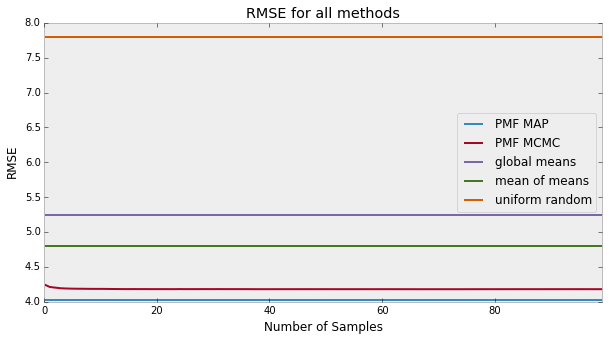 RMSE for all methods
8.0
7.5
7.0
6.5
6.0
5.5
5.0
4.5
4.0
RMSE
PMF MAP
PMF MCMC
global means
mean of means
uniform random
0 20 40 60 80
Number of Samples